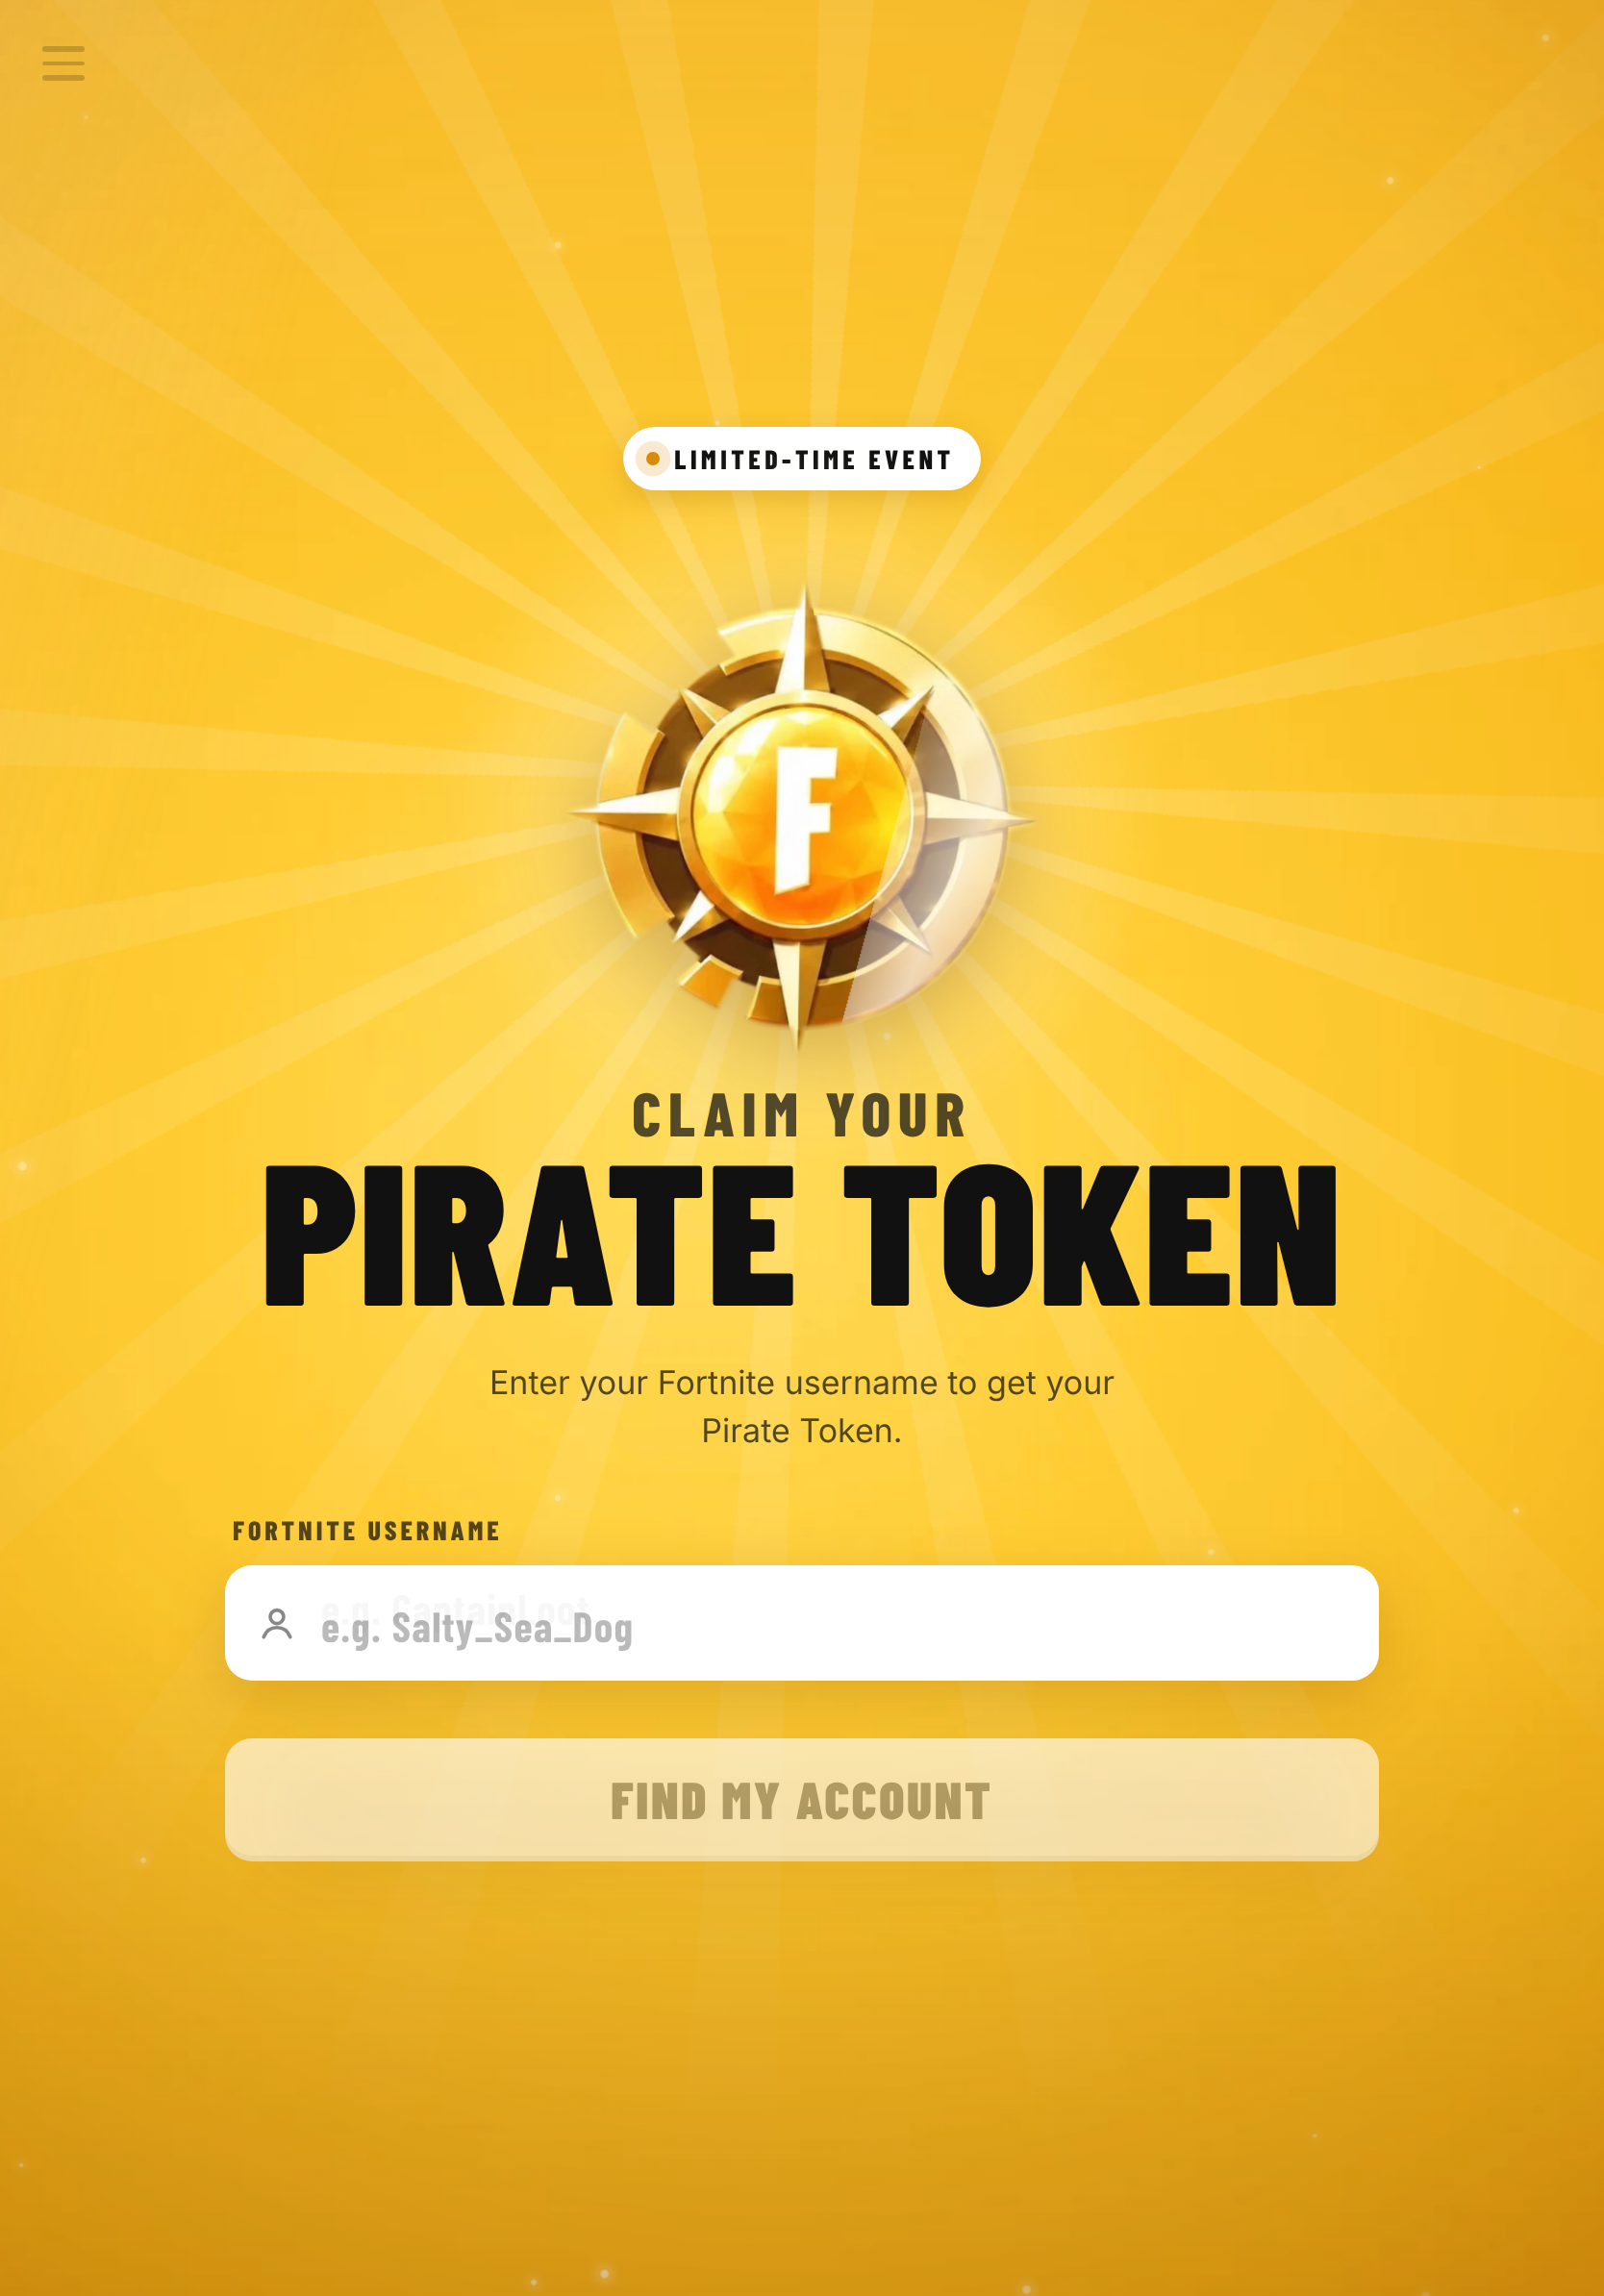 LIMITED-TIME EVENT
F
CLAIM YOUR
PIRATE TOKEN
Enter your Fortnite username to get your
Pirate Token.
FORTNITE USERNAME
e.g. CaptainLoot
e.g. Salty_Sea_Dog
FIND MY ACCOUNT